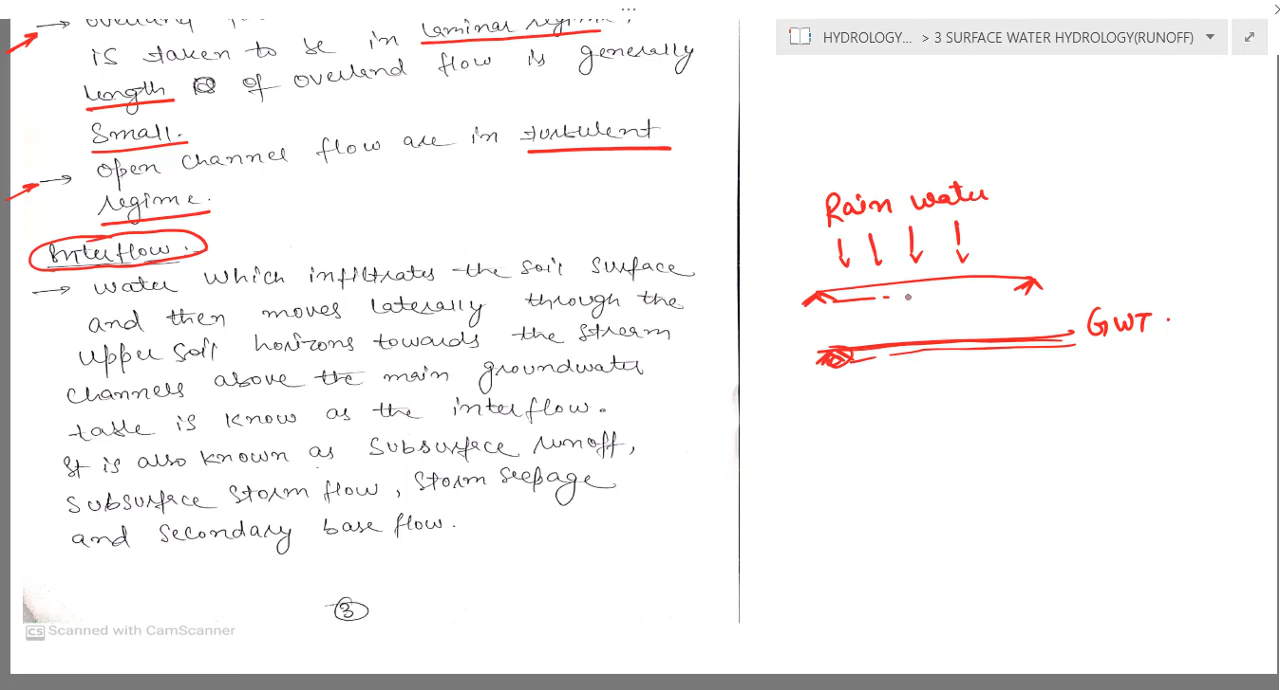 HYDROLOGY... > 3 SURFACE WATER HYDROLOGY(RUNOFF)
is staken to be in laminar regime,
length of overland flow is generally
small.
→ open channel flow are in turbulent
regime.
Interflow.
→ water which infiltrates the soil surface
and then moves laterally through the
upper soil horizons towards the stream
channels above the main groundwater
table is know as the interflow.
It is also known as subsurface runoff,
subsurface storm flow, storm seepage
and secondary base flow.
3
CS Scanned with CamScanner
Rain water
GWT.